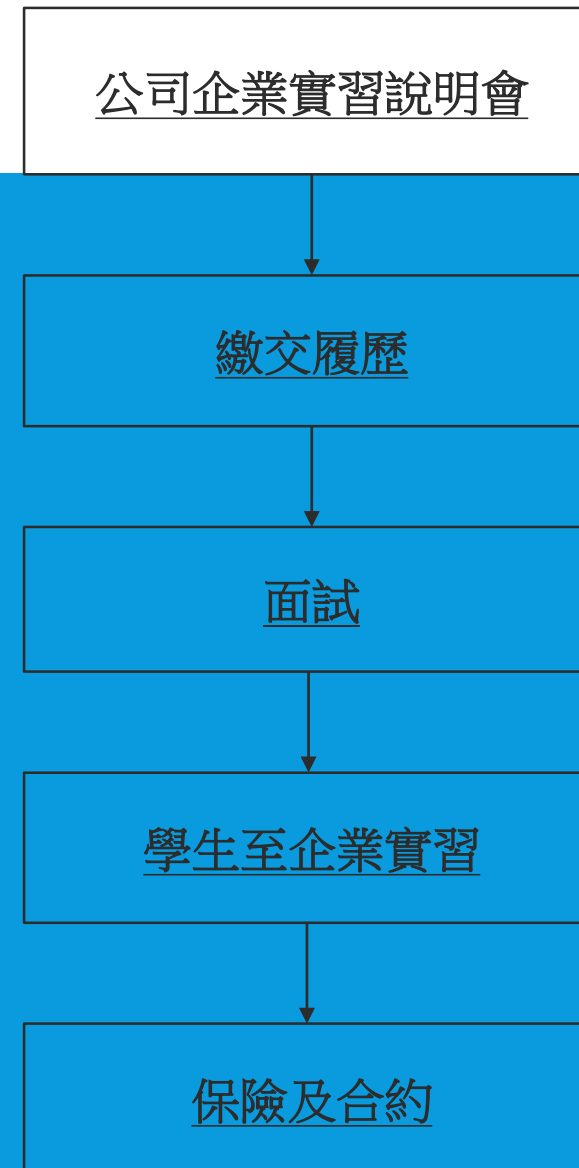 公司企業實習說明會
繳交履歷
面試
學生至企業實習
保險及合約